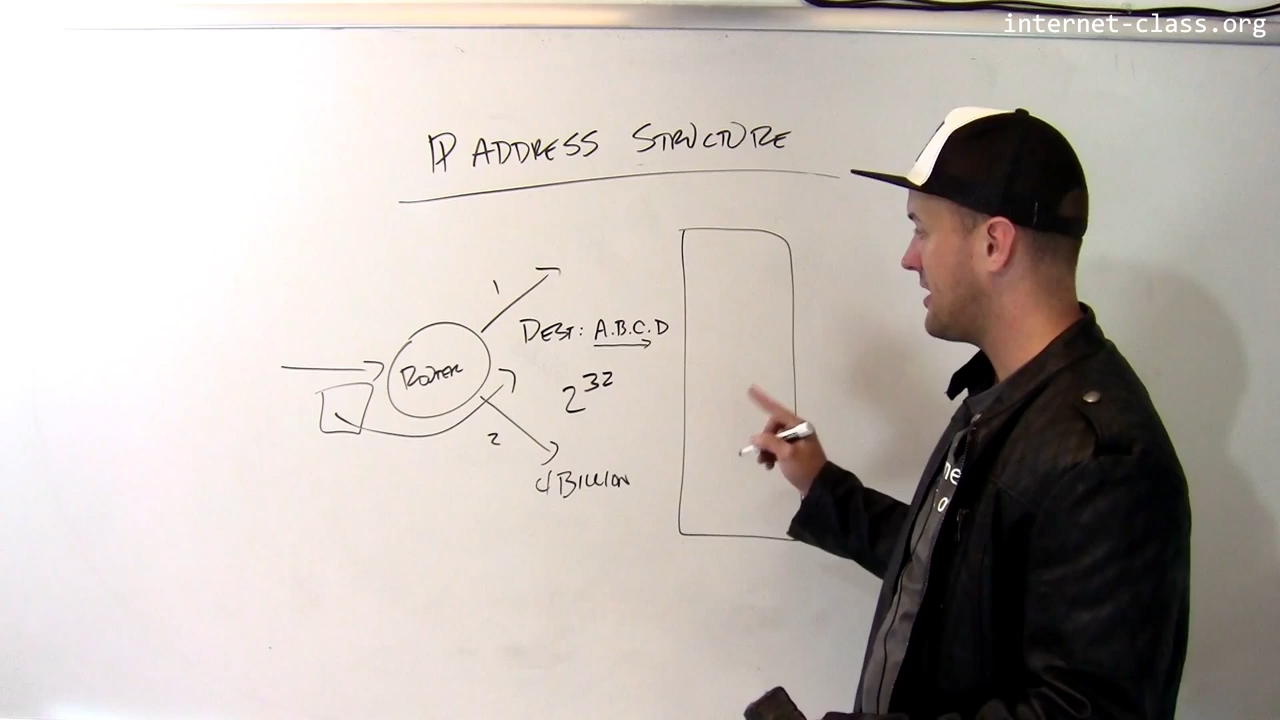 internet-class.org
IP ADDRESS STRUCTURE
1
DEST: A.B.C.D
ROUTER
2^32
2
4 BILLION